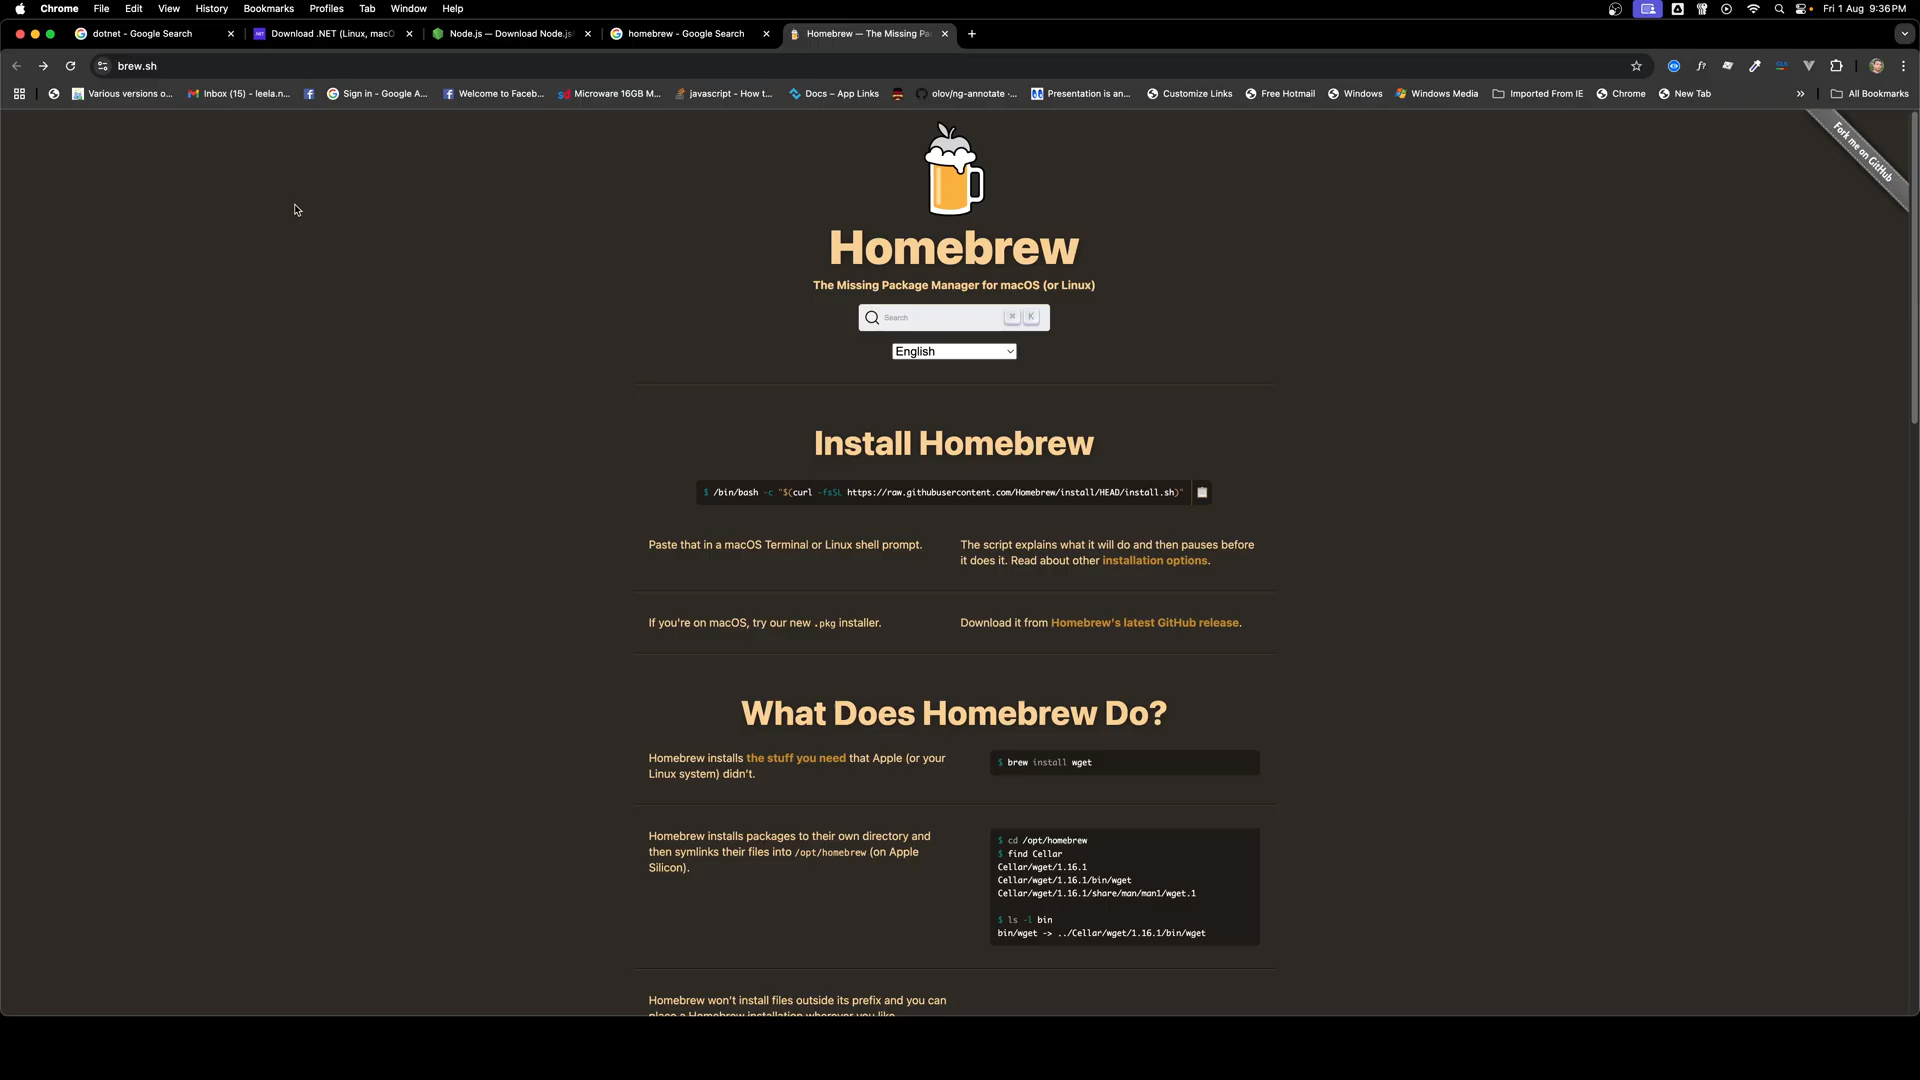 Chrome File Edit View History Bookmarks Profiles Tab Window Help Fri 1 Aug 9:36 PM
dotnet - Google Search Download .NET (Linux, macO Node.js — Download Node.js homebrew - Google Search Homebrew — The Missing Pa
brew.sh
Various versions o... Inbox (15) - leela.n... Sign in - Google A... Welcome to Faceb... Microware 16GB M... javascript - How t... Docs – App Links olov/ng-annotate -... Presentation is an... Customize Links Free Hotmail Windows Windows Media Imported From IE Chrome New Tab » All Bookmarks
Fork me on GitHub
Homebrew
The Missing Package Manager for macOS (or Linux)
Search ⌘ K
English
Install Homebrew
$ /bin/bash -c "$(curl -fsSL https://raw.githubusercontent.com/Homebrew/install/HEAD/install.sh)"
Paste that in a macOS Terminal or Linux shell prompt.
The script explains what it will do and then pauses before
it does it. Read about other installation options.
If you're on macOS, try our new .pkg installer.
Download it from Homebrew's latest GitHub release.
What Does Homebrew Do?
Homebrew installs the stuff you need that Apple (or your
Linux system) didn't.
$ brew install wget
Homebrew installs packages to their own directory and
then symlinks their files into /opt/homebrew (on Apple
Silicon).
$ cd /opt/homebrew
$ find Cellar
Cellar/wget/1.16.1
Cellar/wget/1.16.1/bin/wget
Cellar/wget/1.16.1/share/man/man1/wget.1
$ ls -l bin
bin/wget -> ../Cellar/wget/1.16.1/bin/wget
Homebrew won't install files outside its prefix and you can
place a Homebrew installation wherever you like.